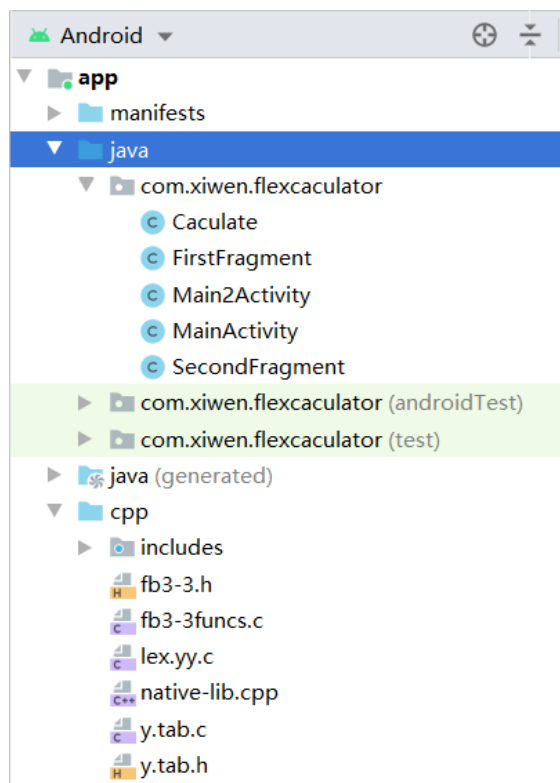 Android
app
manifests
java
com.xiwen.flexcaculator
C Caculate
C FirstFragment
C Main2Activity
C MainActivity
C SecondFragment
com.xiwen.flexcaculator (androidTest)
com.xiwen.flexcaculator (test)
java (generated)
cpp
includes
H fb3-3.h
C fb3-3funcs.c
C lex.yy.c
C++ native-lib.cpp
C y.tab.c
H y.tab.h